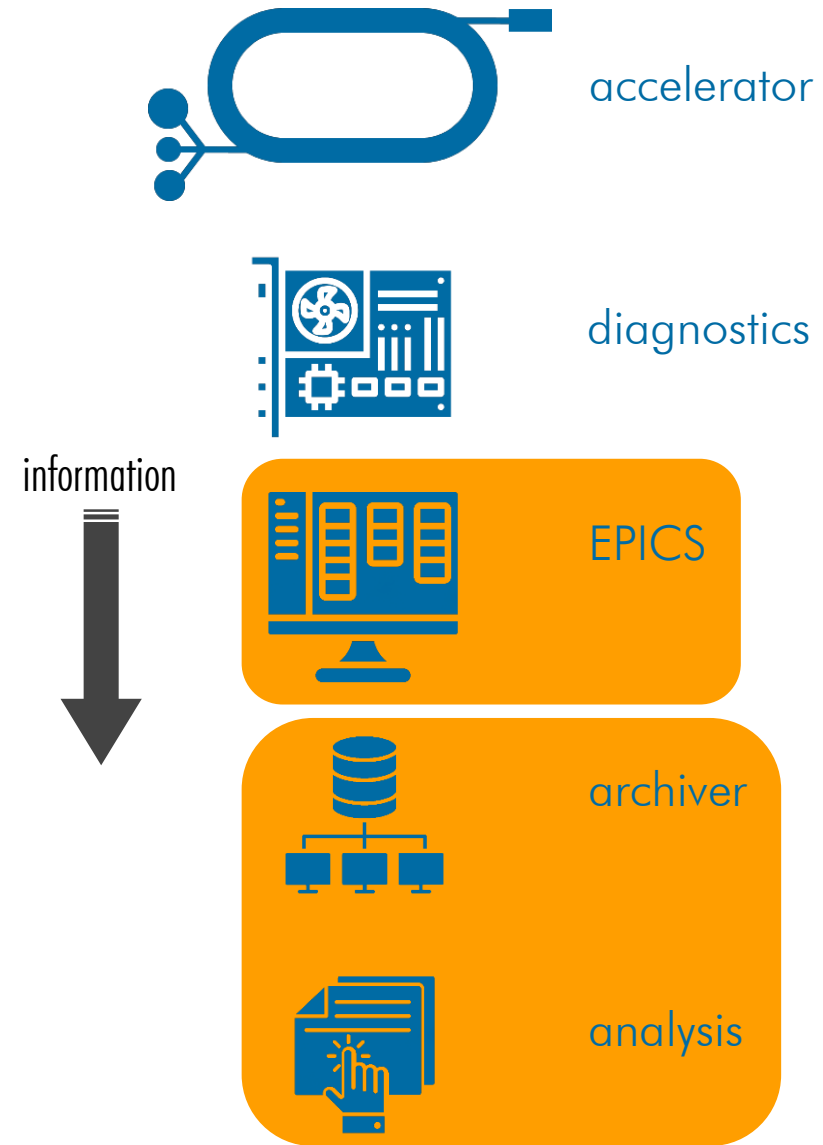 accelerator
diagnostics
information
EPICS
archiver
analysis